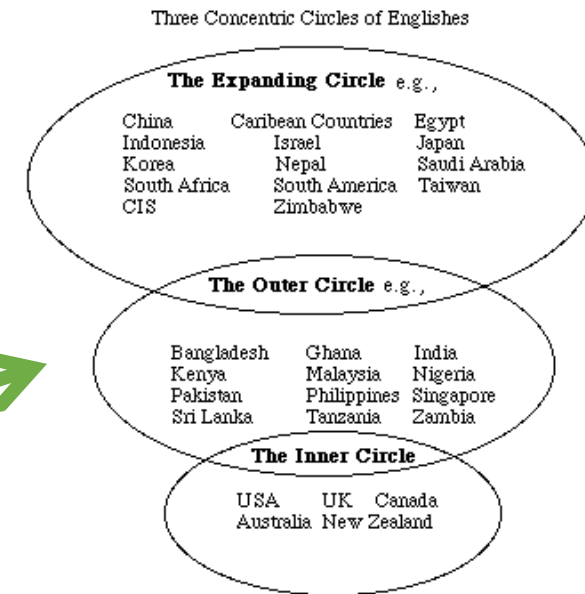 Three Concentric Circles of Englishes
The Expanding Circle e.g.,
China Caribean Countries Egypt
Indonesia Israel Japan
Korea Nepal Saudi Arabia
South Africa South America Taiwan
CIS Zimbabwe
The Outer Circle e.g.,
Bangladesh Ghana India
Kenya Malaysia Nigeria
Pakistan Philippines Singapore
Sri Lanka Tanzania Zambia
The Inner Circle
USA UK Canada
Australia New Zealand